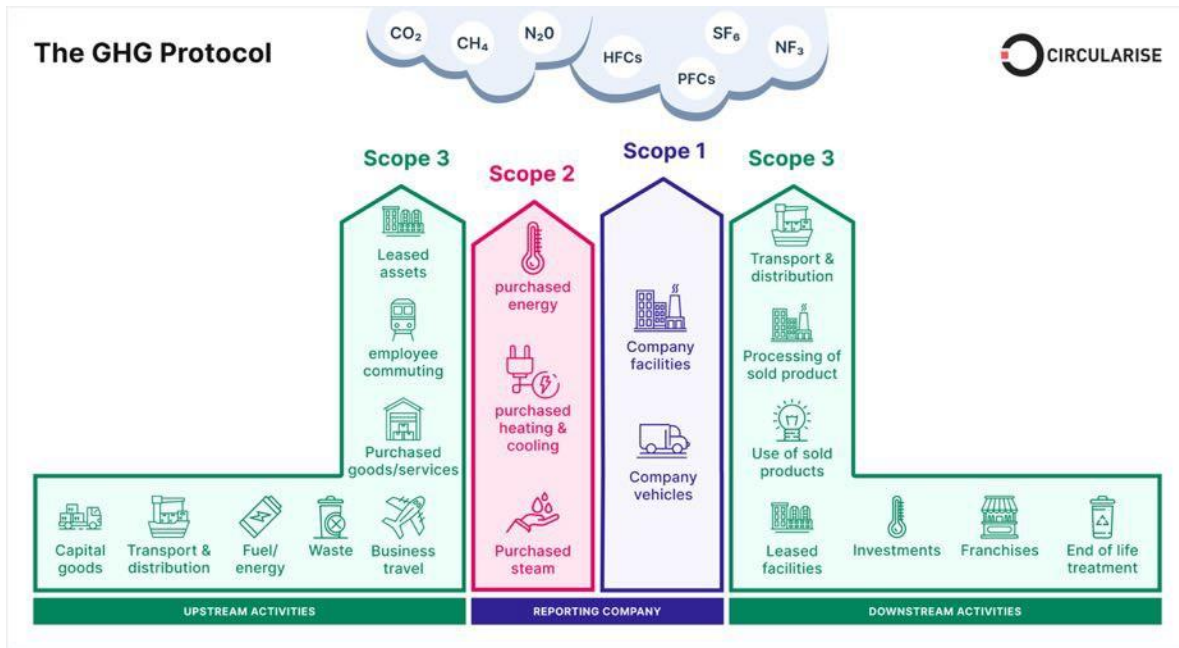 The GHG Protocol
CO₂
CH₄
N₂0
HFCs
PFCs
SF₆
NF₃
CIRCULARISE
Scope 3
Leased
assets
employee
commuting
Purchased
goods/services
Capital
goods
Transport &
distribution
Fuel/
energy
Waste
Business
travel
UPSTREAM ACTIVITIES
Scope 2
purchased
energy
purchased
heating &
cooling
Purchased
steam
Scope 1
Company
facilities
Company
vehicles
REPORTING COMPANY
Scope 3
Transport &
distribution
Processing of
sold product
Use of sold
products
Leased
facilities
Investments
Franchises
End of life
treatment
DOWNSTREAM ACTIVITIES